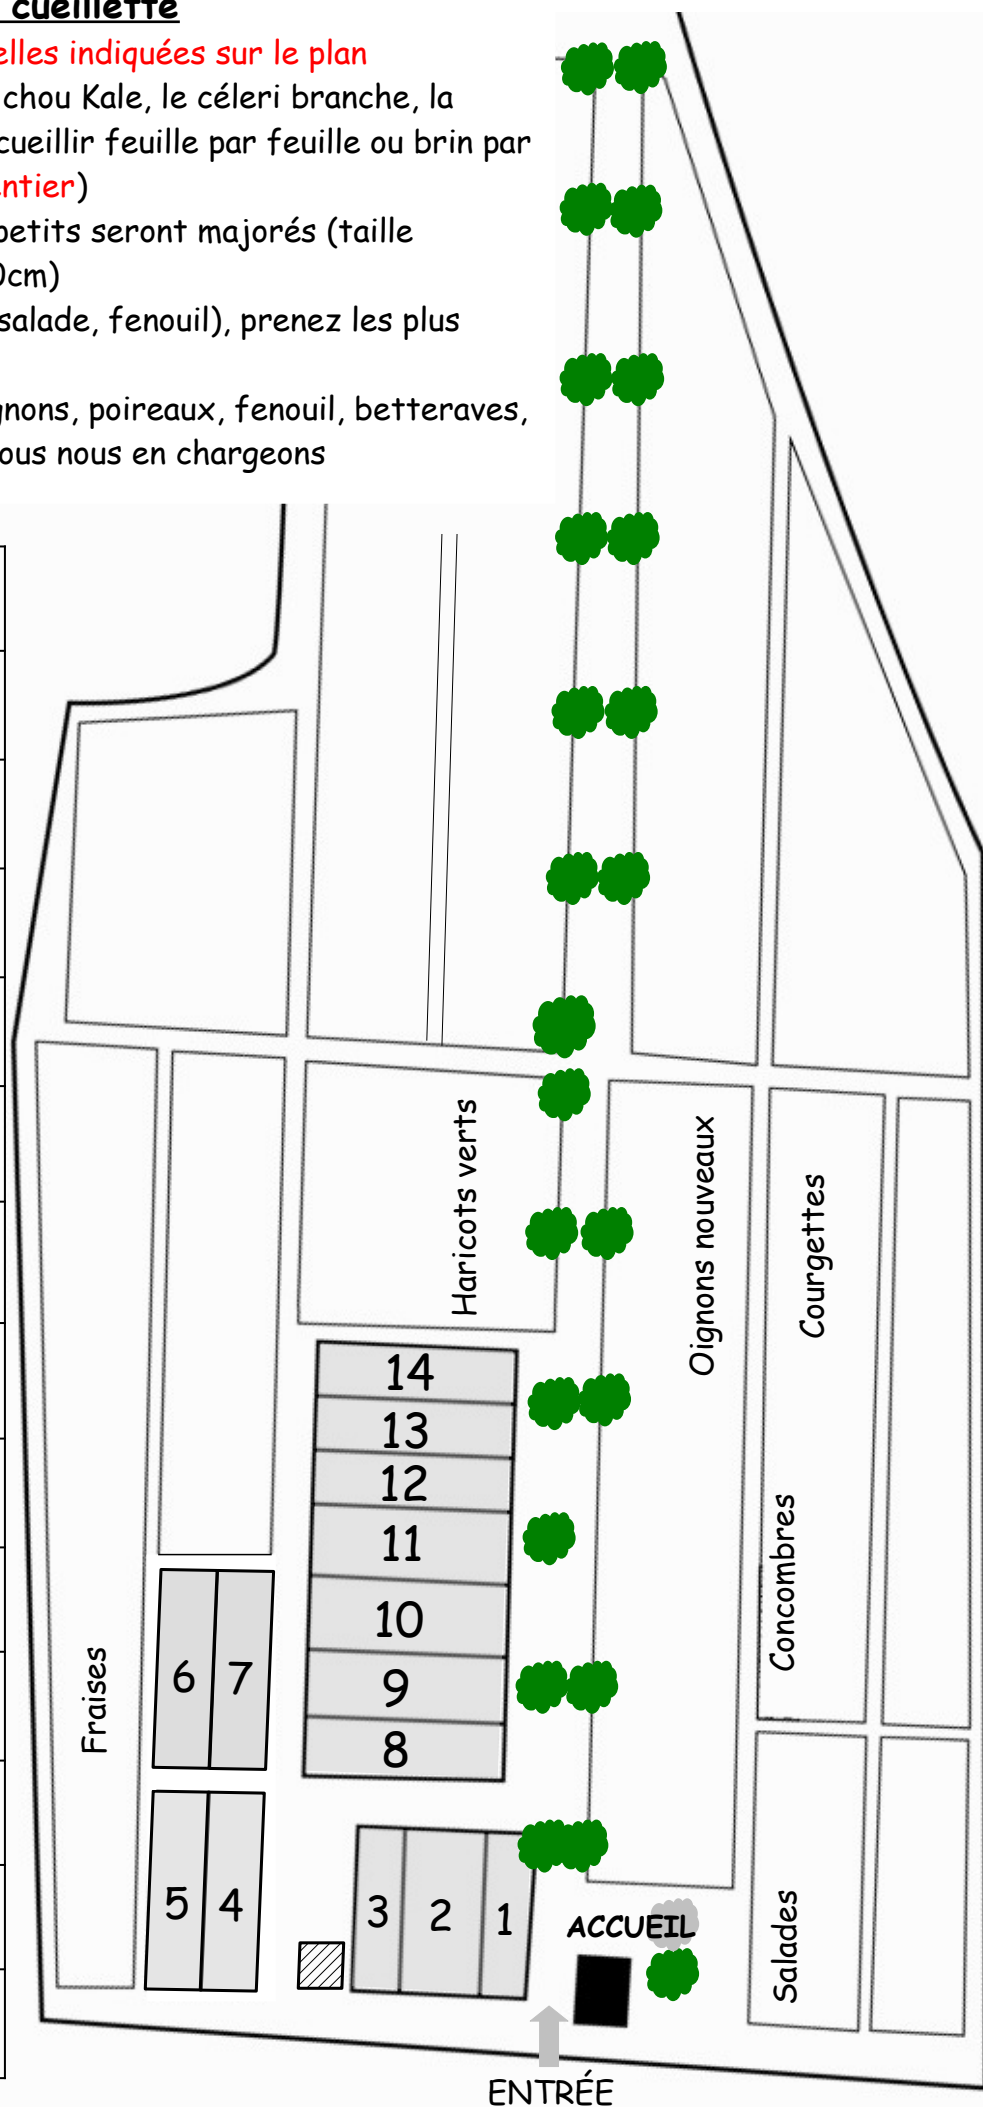 cueillette
elles indiquées sur le plan
chou Kale, le céleri branche, la
cueillir feuille par feuille ou brin par
entier)
petits seront majorés (taille
0cm)
salade, fenouil), prenez les plus
gnons, poireaux, fenouil, betteraves,
ous nous en chargeons
Haricots verts
Oignons nouveaux
Courgettes
14
13
12
11
10
9
8
Concombres
Fraises
6 7
5 4
3 2 1
ACCUEIL
Salades
ENTRÉE